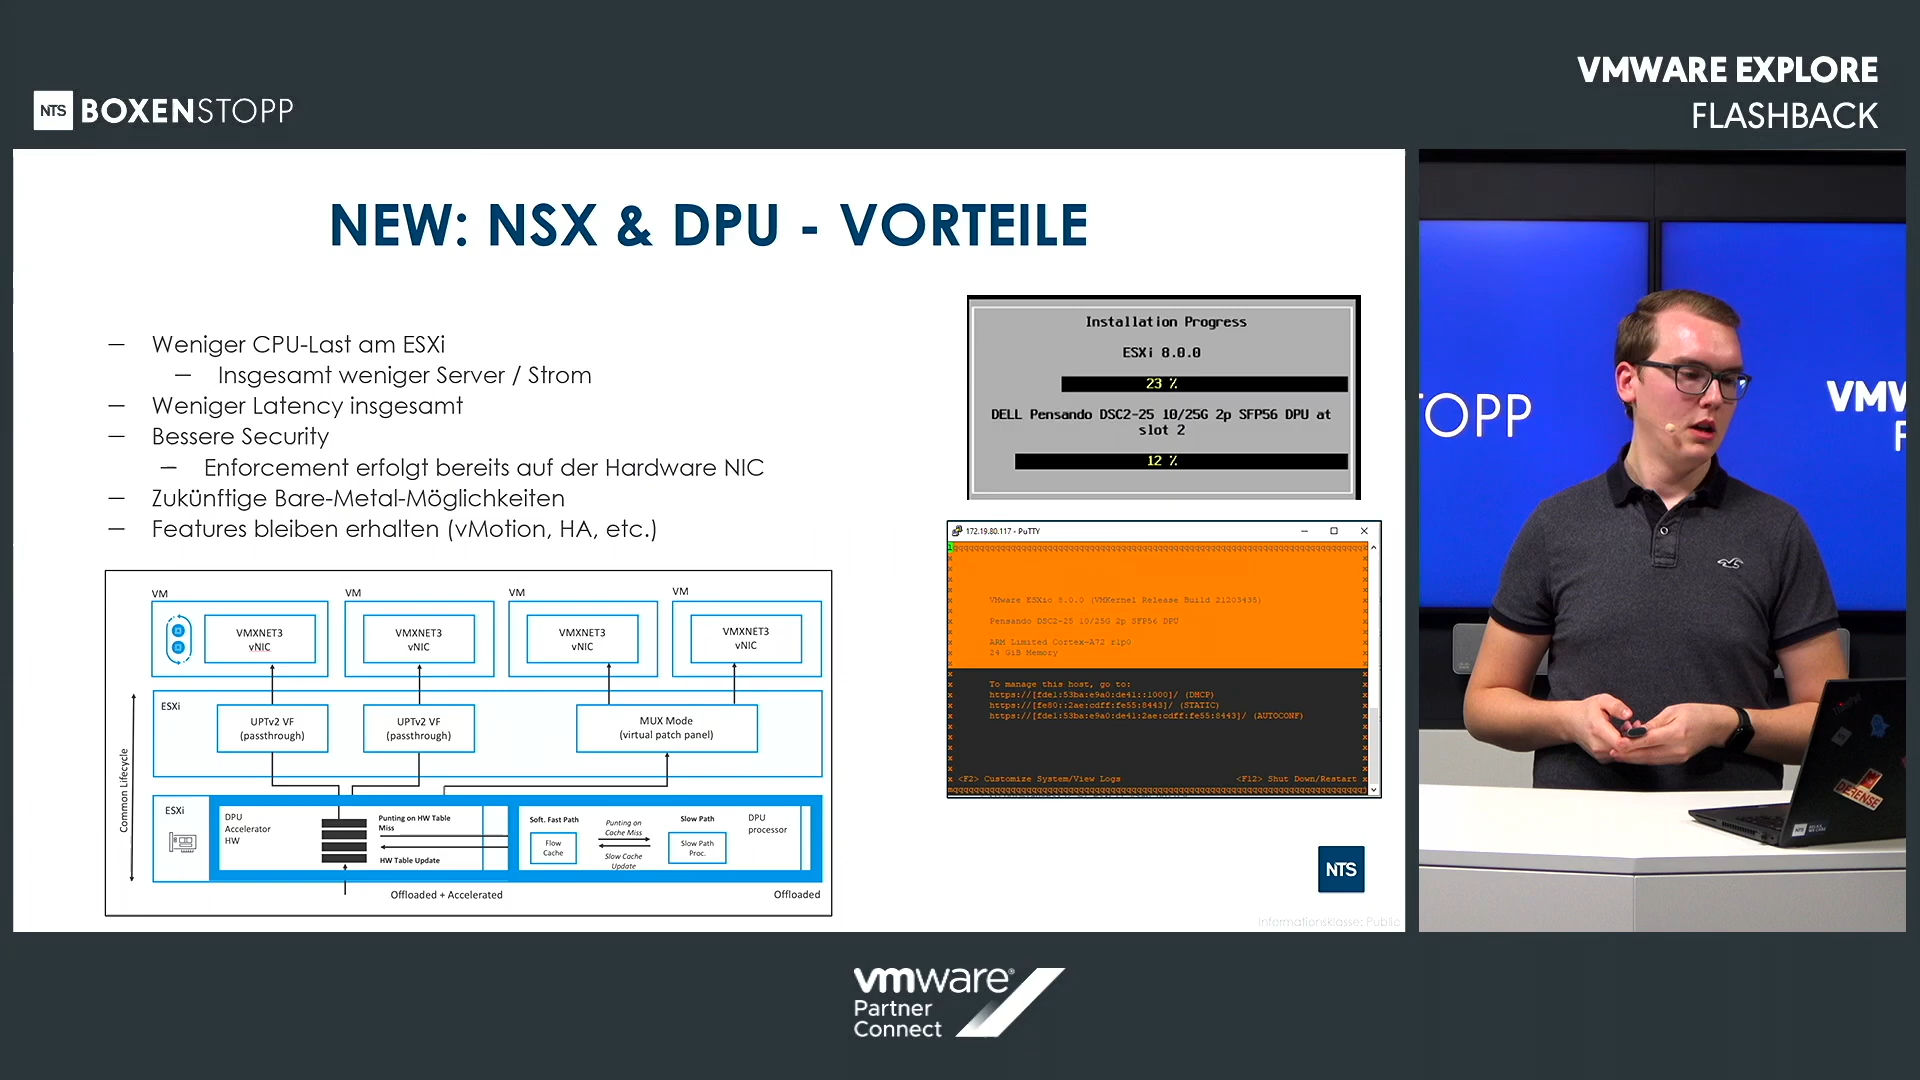 NTS BOXENSTOPP
VMWARE EXPLORE
FLASHBACK
NEW: NSX & DPU - VORTEILE
— Weniger CPU-Last am ESXi
— Insgesamt weniger Server / Strom
— Weniger Latency insgesamt
— Bessere Security
— Enforcement erfolgt bereits auf der Hardware NIC
— Zukünftige Bare-Metal-Möglichkeiten
— Features bleiben erhalten (vMotion, HA, etc.)
Installation Progress
ESXi 8.0.0
23 %
DELL Pensando DSC2-25 10/25G 2p SFP56 DPU at
slot 2
12 %
172.19.80.117 - PuTTY
VMware ESXio 8.0.0 (VMKernel Release Build 21203435)
Pensando DSC2-25 10/25G 2p SFP56 DPU
ARM Limited Cortex-A72 r1p0
24 GiB Memory
To manage this host, go to:
https://[fde1:53ba:e9a0:de41::1000]/ (DHCP)
https://[fe80::2ae:cdff:fe55:8443]/ (STATIC)
https://[fde1:53ba:e9a0:de41:2ae:cdff:fe55:8443]/ (AUTOCONF)
<F2> Customize System/View Logs
<F12> Shut Down/Restart
VM
VM
VM
VM
VMXNET3
vNIC
VMXNET3
vNIC
VMXNET3
vNIC
VMXNET3
vNIC
Common Lifecycle
ESXi
UPTv2 VF
(passthrough)
UPTv2 VF
(passthrough)
MUX Mode
(virtual patch panel)
ESXi
DPU
Accelerator
HW
Punting on HW Table
Miss
HW Table Update
Soft. Fast Path
Flow
Cache
Punting on
Cache Miss
Slow Cache
Update
Slow Path
Slow Path
Proc.
DPU
processor
Offloaded + Accelerated
Offloaded
NTS
Informationsklasse: Public
TOPP
VMW
F
ThinkPad
DEFENSE
NTS
vmware®
Partner
Connect